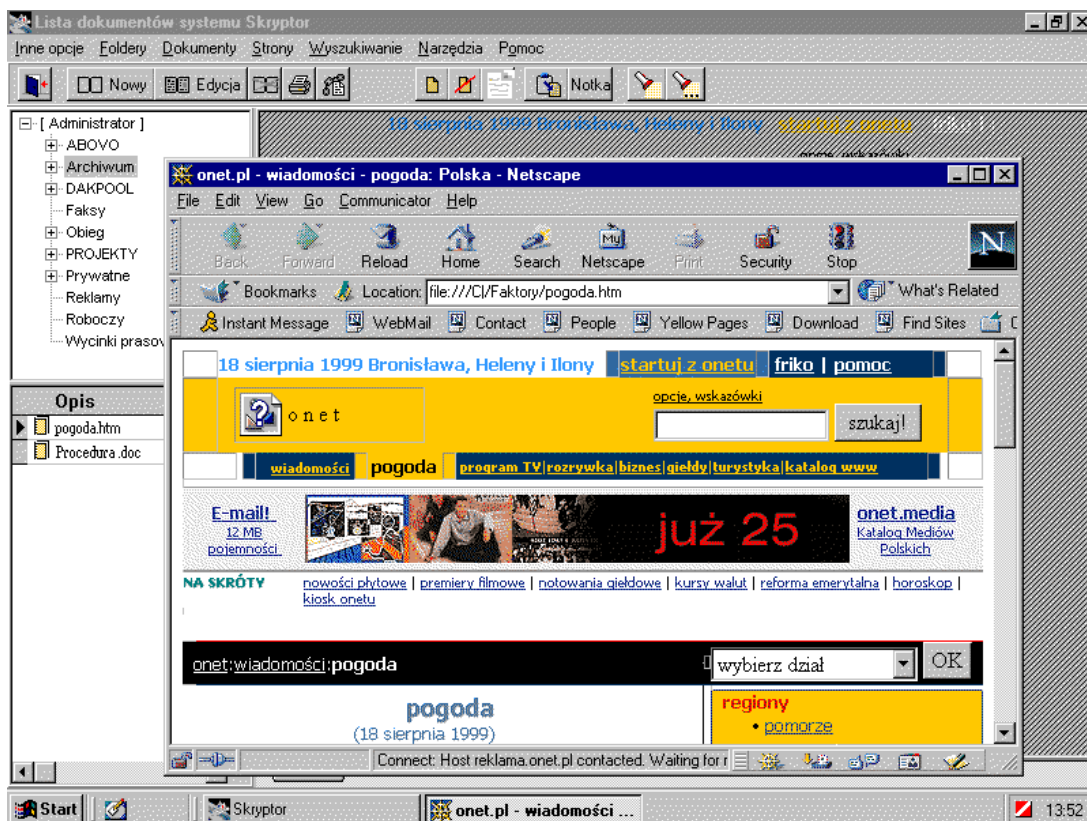 Lista dokumentów systemu Skryptor
Inne opcje Foldery Dokumenty Strony Wyszukiwanie Narzędzia Pomoc
Nowy Edycja Notka
[ Administrator ]
ABOVO
Archiwum
DAKPOOL
Faksy
Obieg
PROJEKTY
Prywatne
Reklamy
Roboczy
Wycinki prasov
18 sierpnia 1999 Bronisława, Heleny i Ilony startuj z onetu friko |
opcje, wskazówki
Opis
pogoda.htm
Procedura.doc
onet.pl - wiadomości - pogoda: Polska - Netscape
File Edit View Go Communicator Help
Back Forward Reload Home Search Netscape Print Security Stop
My
N
Bookmarks Location: file:///C|/Faktory/pogoda.htm What's Related
Instant Message WebMail Contact People Yellow Pages Download Find Sites C
18 sierpnia 1999 Bronisława, Heleny i Ilony startuj z onetu friko | pomoc
onet
opcje, wskazówki
szukaj!
wiadomości pogoda program TV|rozrywka|biznes|giełdy|turystyka|katalog www
E-mail!
12 MB
pojemności
już 25
onet.media
Katalog Mediów
Polskich
NA SKRÓTY
nowości płytowe | premiery filmowe | notowania giełdowe | kursy walut | reforma emerytalna | horoskop |
kiosk onetu
onet:wiadomości:pogoda
wybierz dział OK
pogoda
(18 sierpnia 1999)
regiony
pomorze
Connect: Host reklama.onet.pl contacted. Waiting for r
Start Skryptor onet.pl - wiadomości ... 13:52